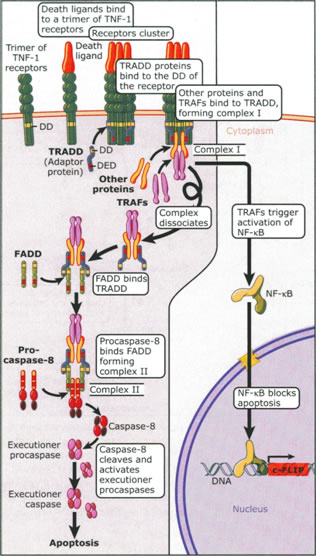 Death ligands bind
to a trimer of TNF-1
receptors
Receptors cluster
Trimer of
TNF-1
receptors
Death
ligand
TRADD proteins
bind to the DD of
the receptor
Other proteins and
TRAFs bind to TRADD,
forming complex I
DD
Cytoplasm
TRADD
(Adaptor
protein)
DD
DED
Complex I
Other
proteins
TRAFs
Complex
dissociates
TRAFs trigger
activation of
NF-κB
FADD
FADD binds
TRADD
NF-κB
Procaspase-8
binds FADD
forming
complex II
Pro-
caspase-8
Complex II
NF-κB blocks
apoptosis
Caspase-8
Executioner
procaspase
Caspase-8
cleaves and
activates
executioner
procaspases
DNA
c-FLIP
Executioner
caspase
Nucleus
Apoptosis